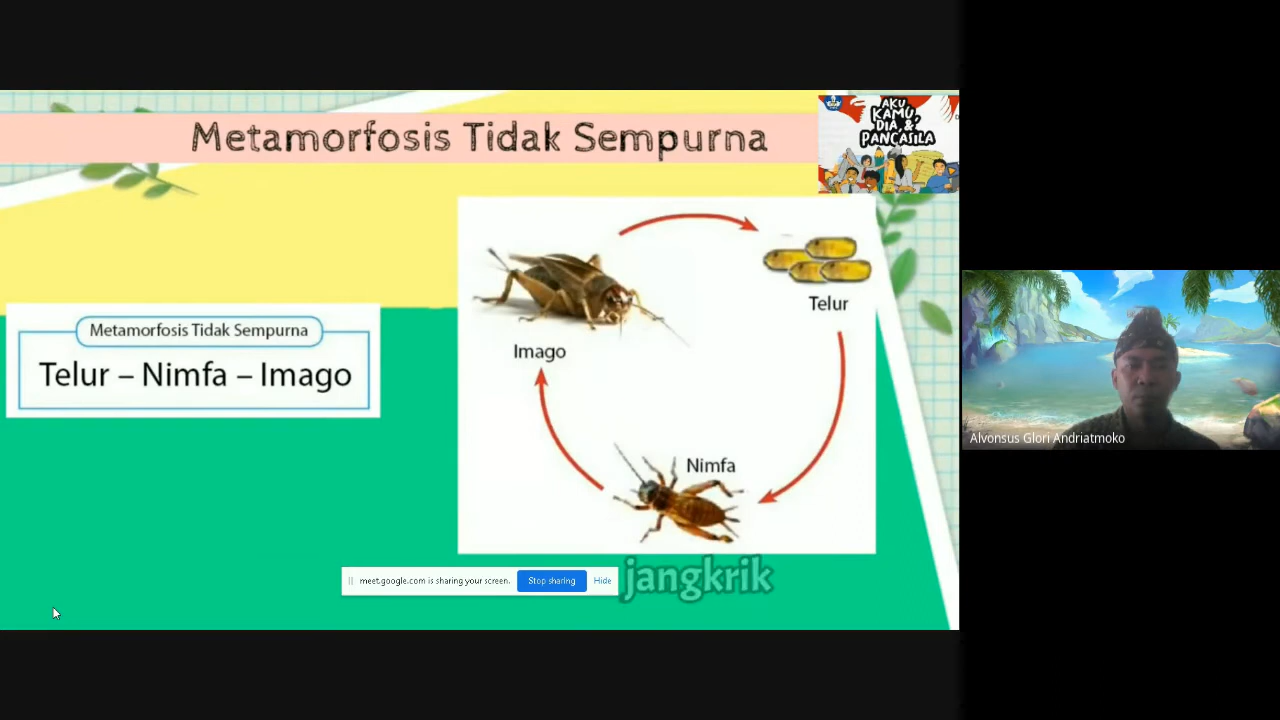 Metamorfosis Tidak Sempurna
AKU,
KAMU,
DIA, &
PANCASILA
Metamorfosis Tidak Sempurna
Telur – Nimfa – Imago
Imago
Telur
Nimfa
jangkrik
meet.google.com is sharing your screen. Stop sharing Hide
Alvonsus Glori Andriatmoko